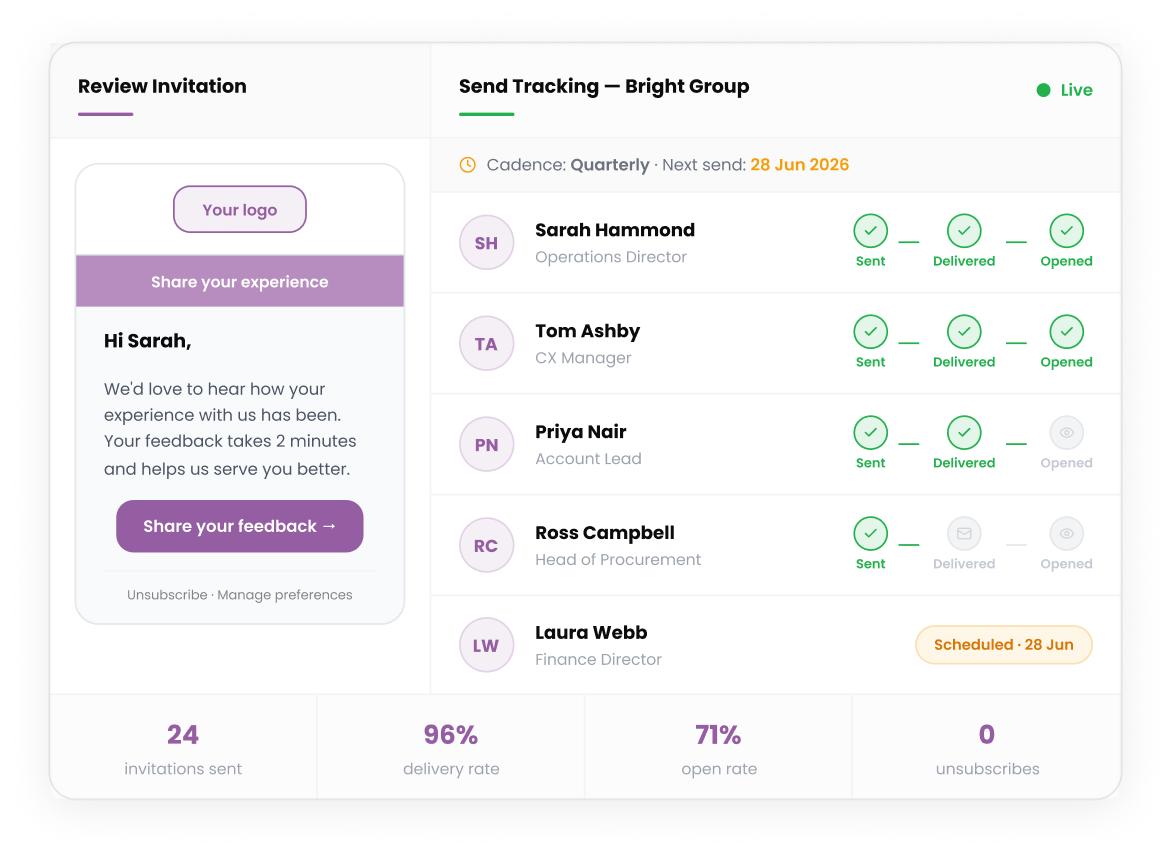 Review Invitation
Your logo
Share your experience
Hi Sarah,
We'd love to hear how your
experience with us has been.
Your feedback takes 2 minutes
and helps us serve you better.
Share your feedback →
Unsubscribe · Manage preferences
Send Tracking — Bright Group
Live
Cadence: Quarterly · Next send: 28 Jun 2026
SH
Sarah Hammond
Operations Director
Sent Delivered Opened
TA
Tom Ashby
CX Manager
Sent Delivered Opened
PN
Priya Nair
Account Lead
Sent Delivered Opened
RC
Ross Campbell
Head of Procurement
Sent Delivered Opened
LW
Laura Webb
Finance Director
Scheduled · 28 Jun
24
invitations sent
96%
delivery rate
71%
open rate
0
unsubscribes